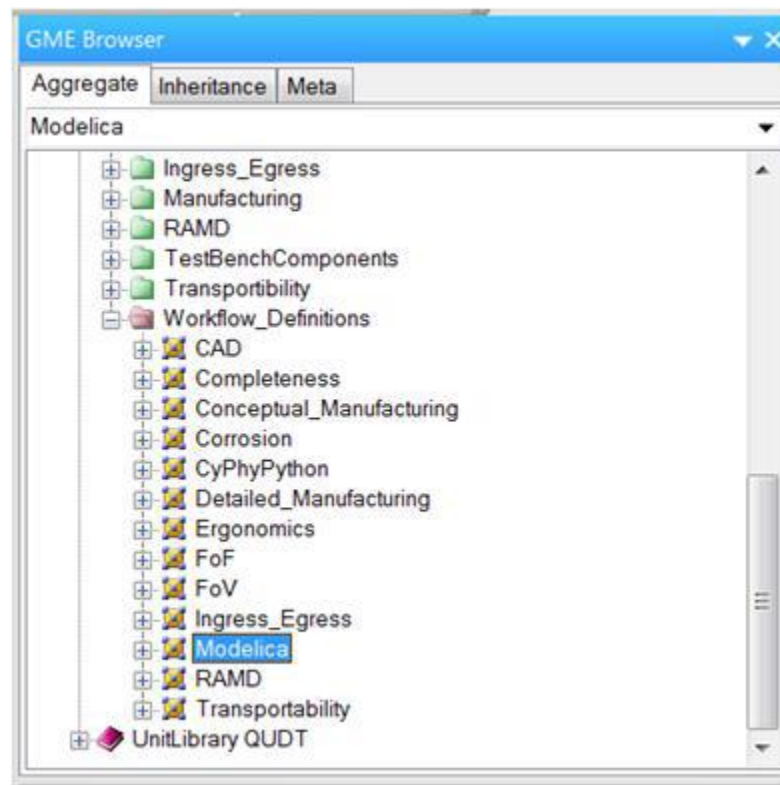 GME Browser
Aggregate Inheritance Meta
Modelica
Ingress_Egress
Manufacturing
RAMD
TestBenchComponents
Transportibility
Workflow_Definitions
CAD
Completeness
Conceptual_Manufacturing
Corrosion
CyPhyPython
Detailed_Manufacturing
Ergonomics
FoF
FoV
Ingress_Egress
Modelica
RAMD
Transportability
UnitLibrary QUDT